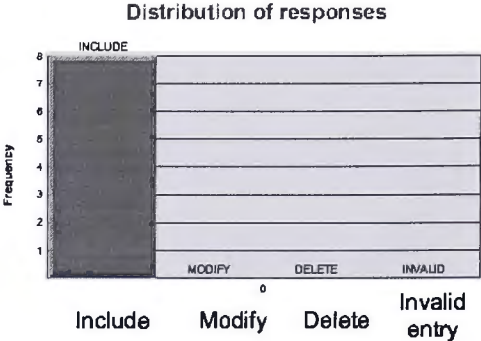 Distribution of responses
INCLUDE
8
7
6
5
4
3
2
1
Frequency
MODIFY DELETE INVALID
0
Include Modify Delete Invalid entry